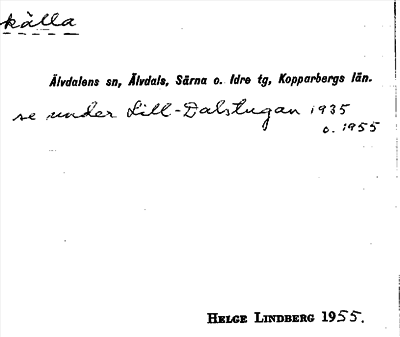 källa
Älvdalens sn, Älvdals, Särna o. Idre tg, Kopparbergs län.
se under Lill-Dalstugan 1935
o. 1955
HELGE LINDBERG 1955.